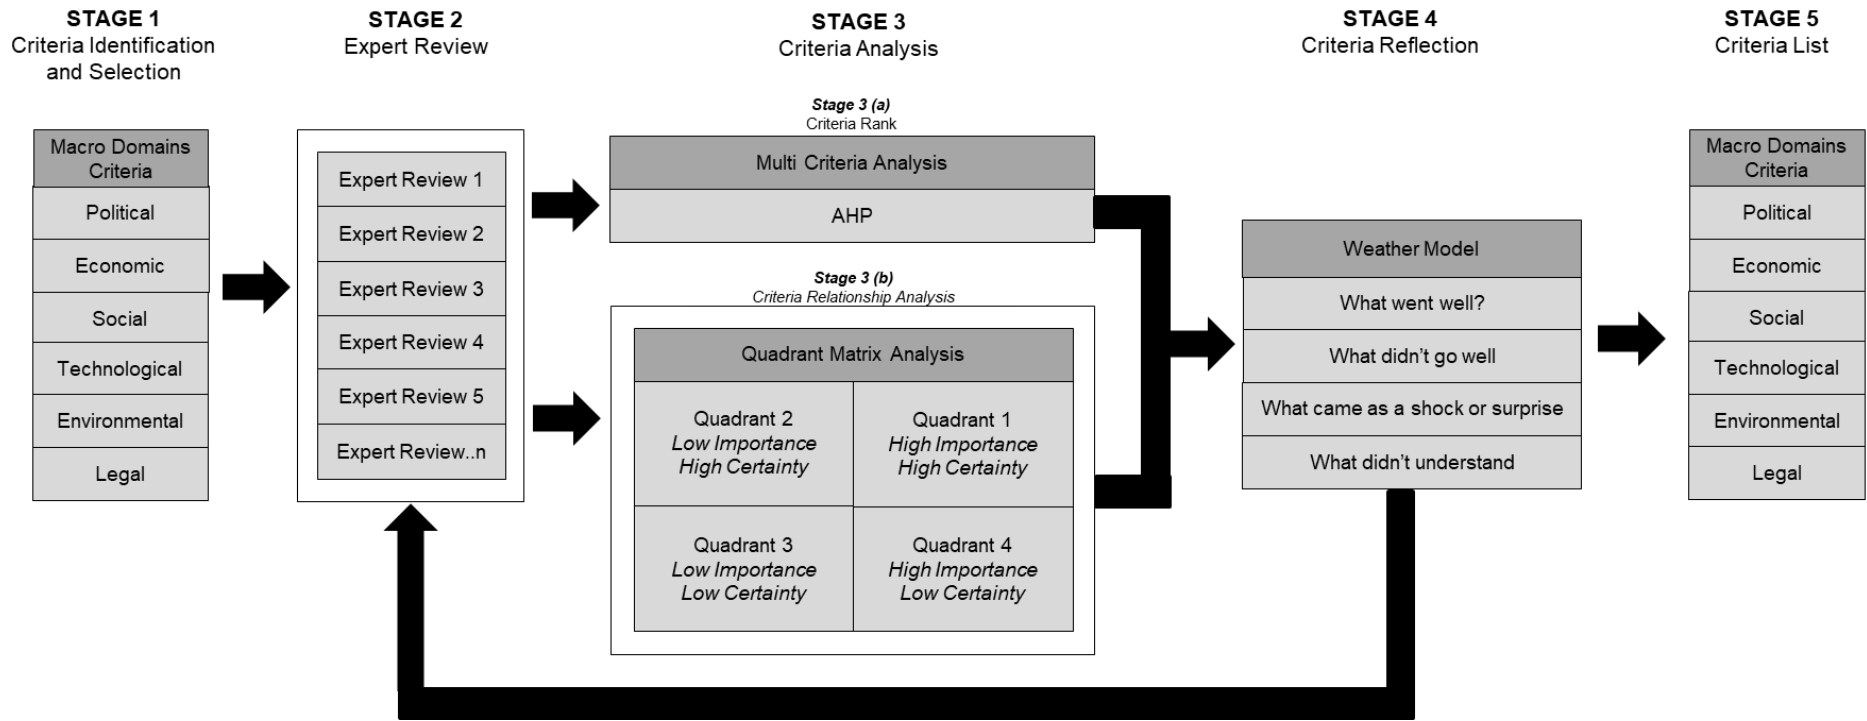 STAGE 1
Criteria Identification
and Selection
Macro Domains
Criteria
Political
Economic
Social
Technological
Environmental
Legal
STAGE 2
Expert Review
Expert Review 1
Expert Review 2
Expert Review 3
Expert Review 4
Expert Review 5
Expert Review..n
STAGE 3
Criteria Analysis
Stage 3 (a)
Criteria Rank
Multi Criteria Analysis
AHP
Stage 3 (b)
Criteria Relationship Analysis
Quadrant Matrix Analysis
Quadrant 2
Low Importance
High Certainty
Quadrant 1
High Importance
High Certainty
Quadrant 3
Low Importance
Low Certainty
Quadrant 4
High Importance
Low Certainty
STAGE 4
Criteria Reflection
Weather Model
What went well?
What didn't go well
What came as a shock or surprise
What didn't understand
STAGE 5
Criteria List
Macro Domains
Criteria
Political
Economic
Social
Technological
Environmental
Legal